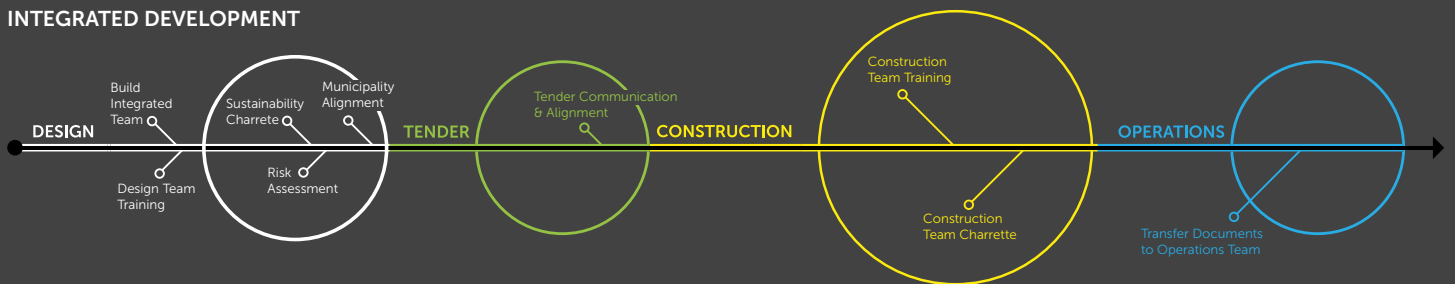 INTEGRATED DEVELOPMENT
DESIGN
Build
Integrated
Team
Design Team
Training
Sustainability
Charrete
Municipality
Alignment
Risk
Assessment
TENDER
Tender Communication
& Alignment
CONSTRUCTION
Construction
Team Training
Construction
Team Charrette
OPERATIONS
Transfer Documents
to Operations Team